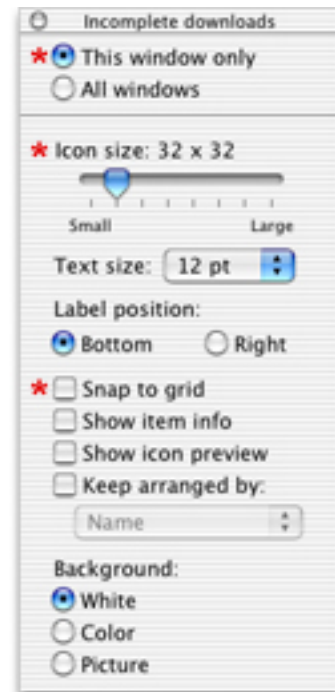 Incomplete downloads
* This window only
All windows
* Icon size: 32 x 32
Small Large
Text size: 12 pt
Label position:
Bottom Right
* Snap to grid
Show item info
Show icon preview
Keep arranged by:
Name
Background:
White
Color
Picture